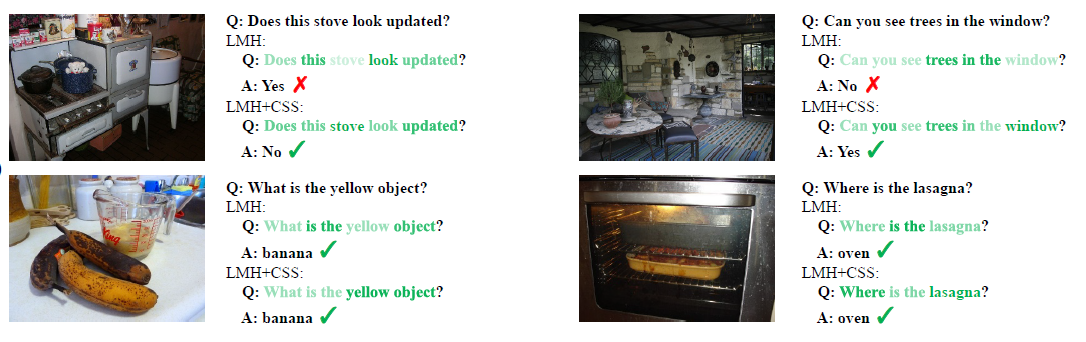 Q: Does this stove look updated?
LMH:
Q: Does this stove look updated?
A: Yes ✗
LMH+CSS:
Q: Does this stove look updated?
A: No ✓
Q: Can you see trees in the window?
LMH:
Q: Can you see trees in the window?
A: No ✗
LMH+CSS:
Q: Can you see trees in the window?
A: Yes ✓
Q: What is the yellow object?
LMH:
Q: What is the yellow object?
A: banana ✓
LMH+CSS:
Q: What is the yellow object?
A: banana ✓
Q: Where is the lasagna?
LMH:
Q: Where is the lasagna?
A: oven ✓
LMH+CSS:
Q: Where is the lasagna?
A: oven ✓